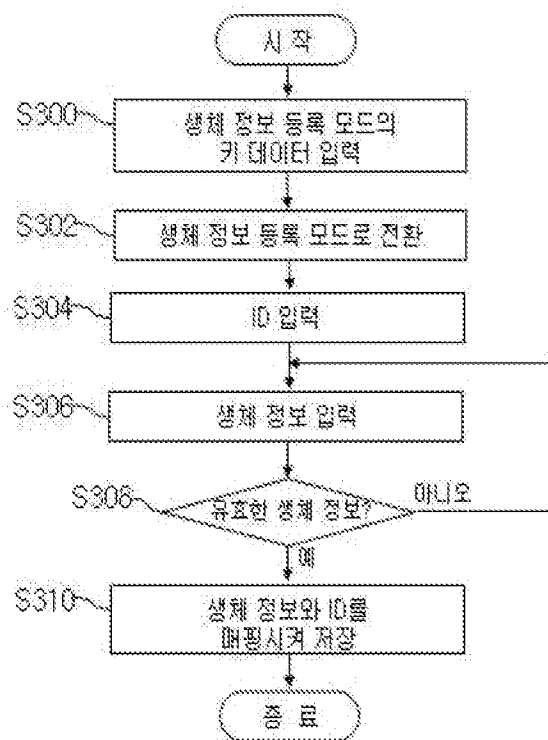 시 작
S300
생체 정보 등록 모드의
키 데이터 입력
S302
생체 정보 등록 모드로 전환
S304
ID 입력
S306
생체 정보 입력
S308
유효한 생체 정보?
아니오
예
S310
생체 정보와 ID를
매핑시켜 저장
종 료